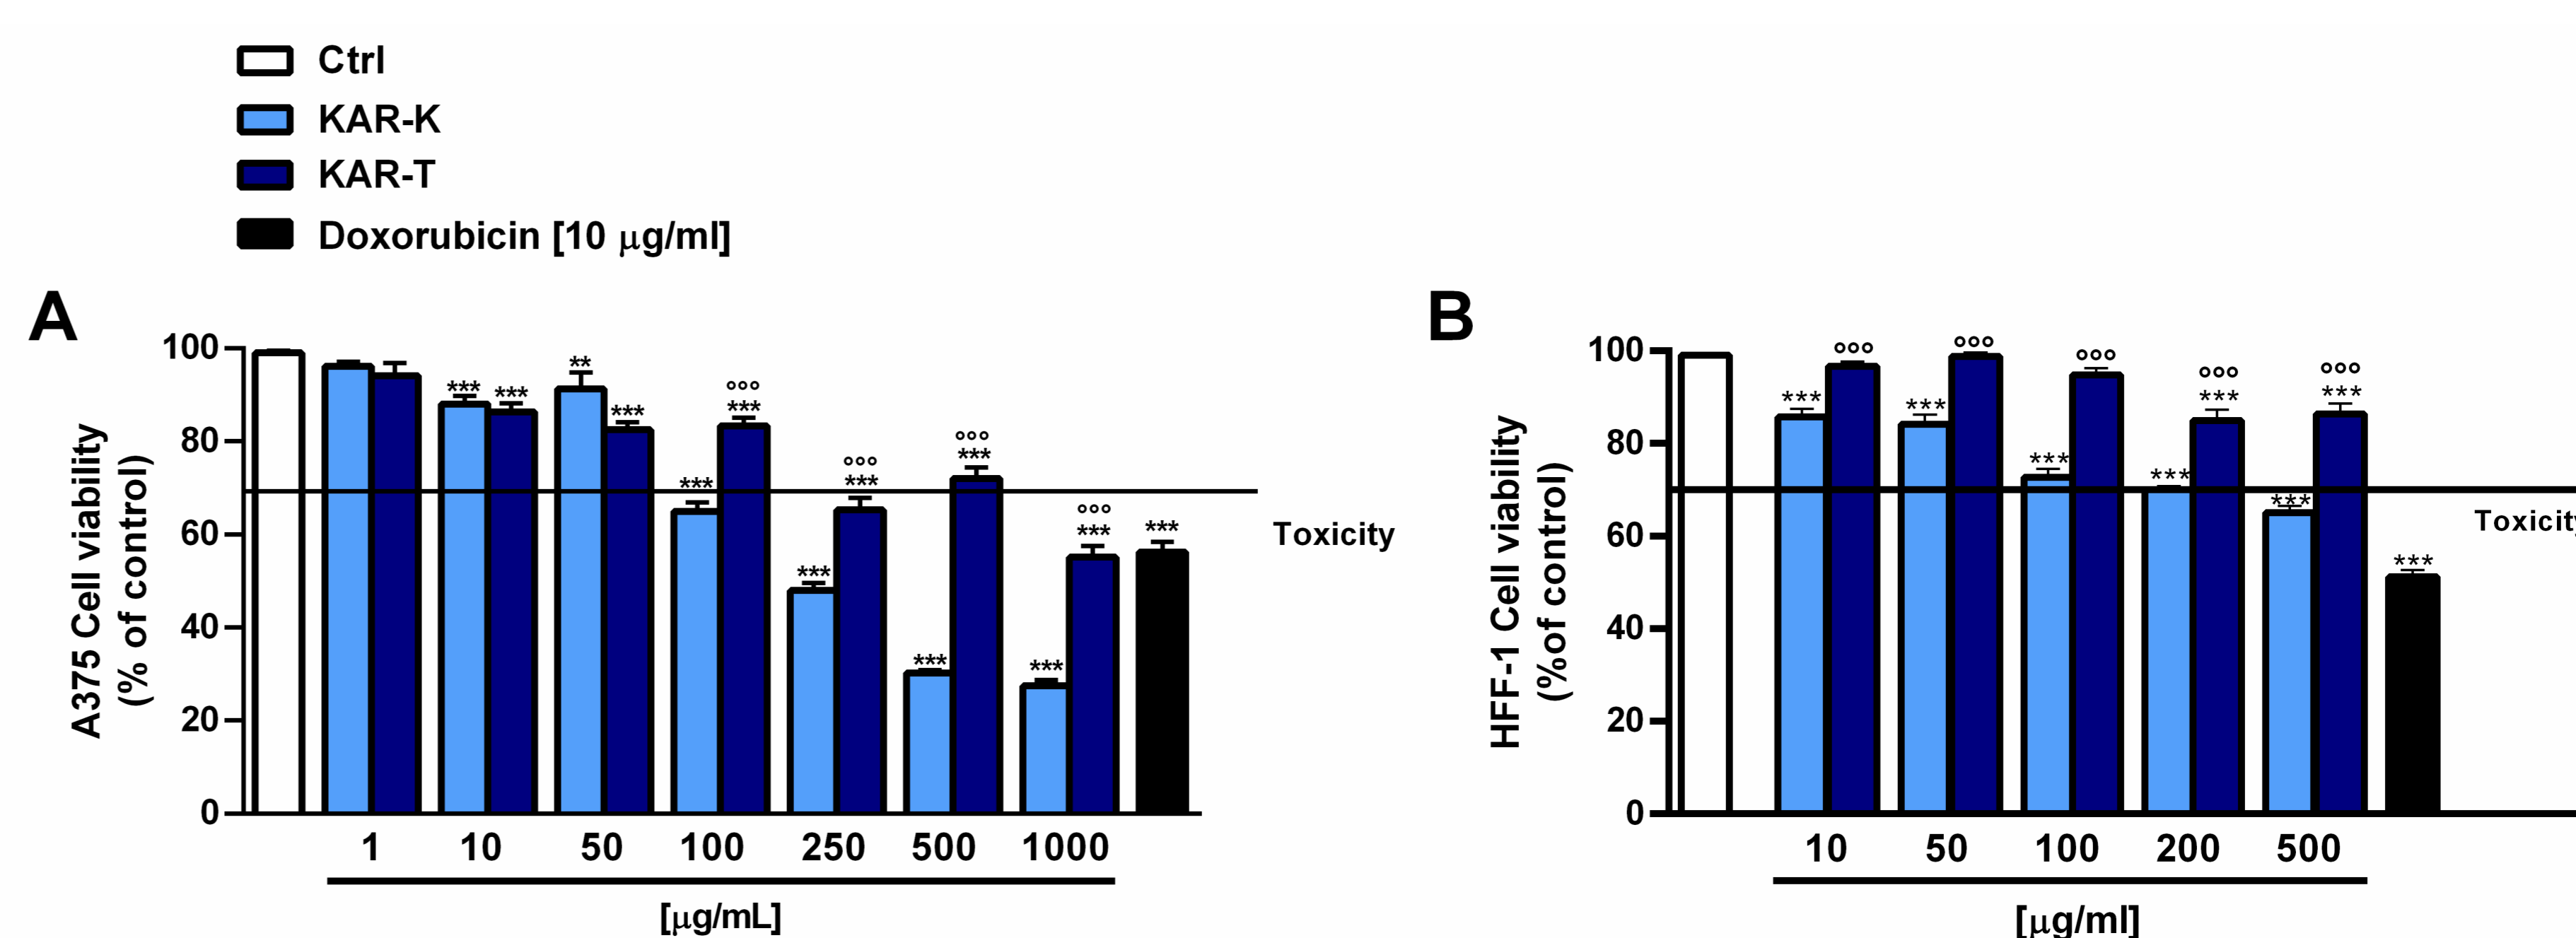 Ctrl
KAR-K
KAR-T
Doxorubicin [10 μg/ml]
A
A375 Cell viability
(% of control)
100
80
60
40
20
0
***
***
**
***
***
°°°
***
***
°°°
***
***
°°°
***
***
°°°
***
***
Toxicity
1 10 50 100 250 500 1000
[μg/mL]
B
HFF-1 Cell viability
(%of control)
100
80
60
40
20
0
***
°°°
***
°°°
***
°°°
***
°°°
***
***
°°°
***
***
Toxicity
10 50 100 200 500
[μg/ml]